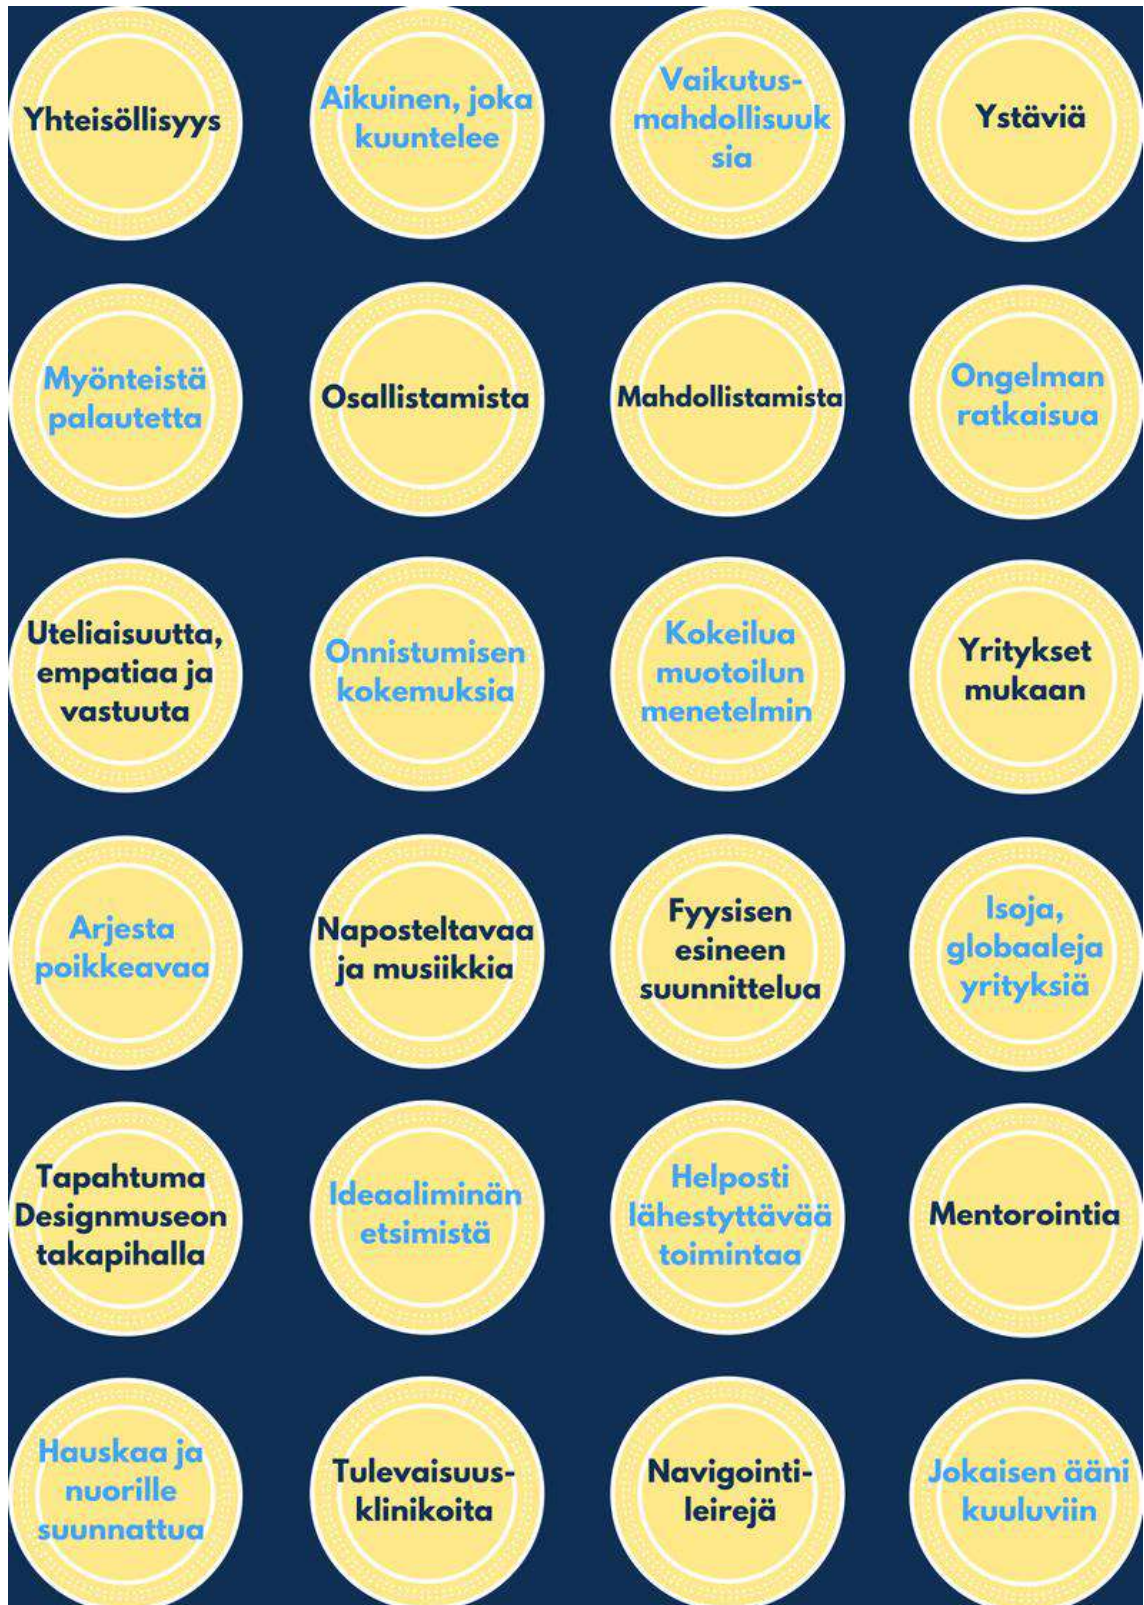 Yhteisöllisyys
Aikuinen, joka
kuuntelee
Vaikutus-
mahdollisuuk
sia
Ystäviä
Myönteistä
palautetta
Osallistamista
Mahdollistamista
Ongelman
ratkaisua
Uteliaisuutta,
empatiaa ja
vastuuta
Onnistumisen
kokemuksia
Kokeilua
muotoilun
menetelmin
Yritykset
mukaan
Arjesta
poikkeavaa
Naposteltavaa
ja musiikkia
Fyysisen
esineen
suunnittelua
Isoja,
globaaleja
yrityksiä
Tapahtuma
Designmuseon
takapihalla
Ideaaliminän
etsimistä
Helposti
lähestyttävää
toimintaa
Mentorointia
Hauskaa ja
nuorille
suunnattua
Tulevaisuus-
klinikoita
Navigointi-
leirejä
Jokaisen ääni
kuuluviin